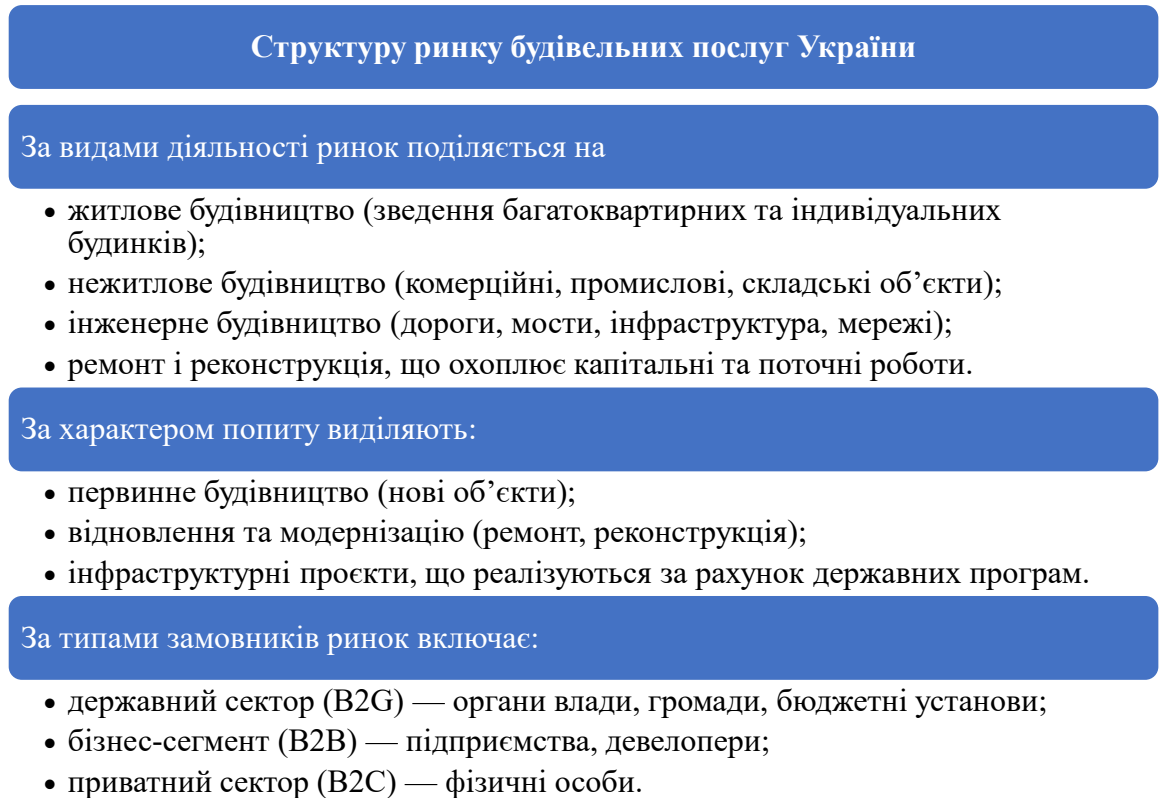 Структуру ринку будівельних послуг України
За видами діяльності ринок поділяється на
• житлове будівництво (зведення багатоквартирних та індивідуальних
будинків);
• нежитлове будівництво (комерційні, промислові, складські об’єкти);
• інженерне будівництво (дороги, мости, інфраструктура, мережі);
• ремонт і реконструкція, що охоплює капітальні та поточні роботи.
За характером попиту виділяють:
• первинне будівництво (нові об’єкти);
• відновлення та модернізацію (ремонт, реконструкція);
• інфраструктурні проєкти, що реалізуються за рахунок державних програм.
За типами замовників ринок включає:
• державний сектор (B2G) — органи влади, громади, бюджетні установи;
• бізнес-сегмент (B2B) — підприємства, девелопери;
• приватний сектор (B2C) — фізичні особи.